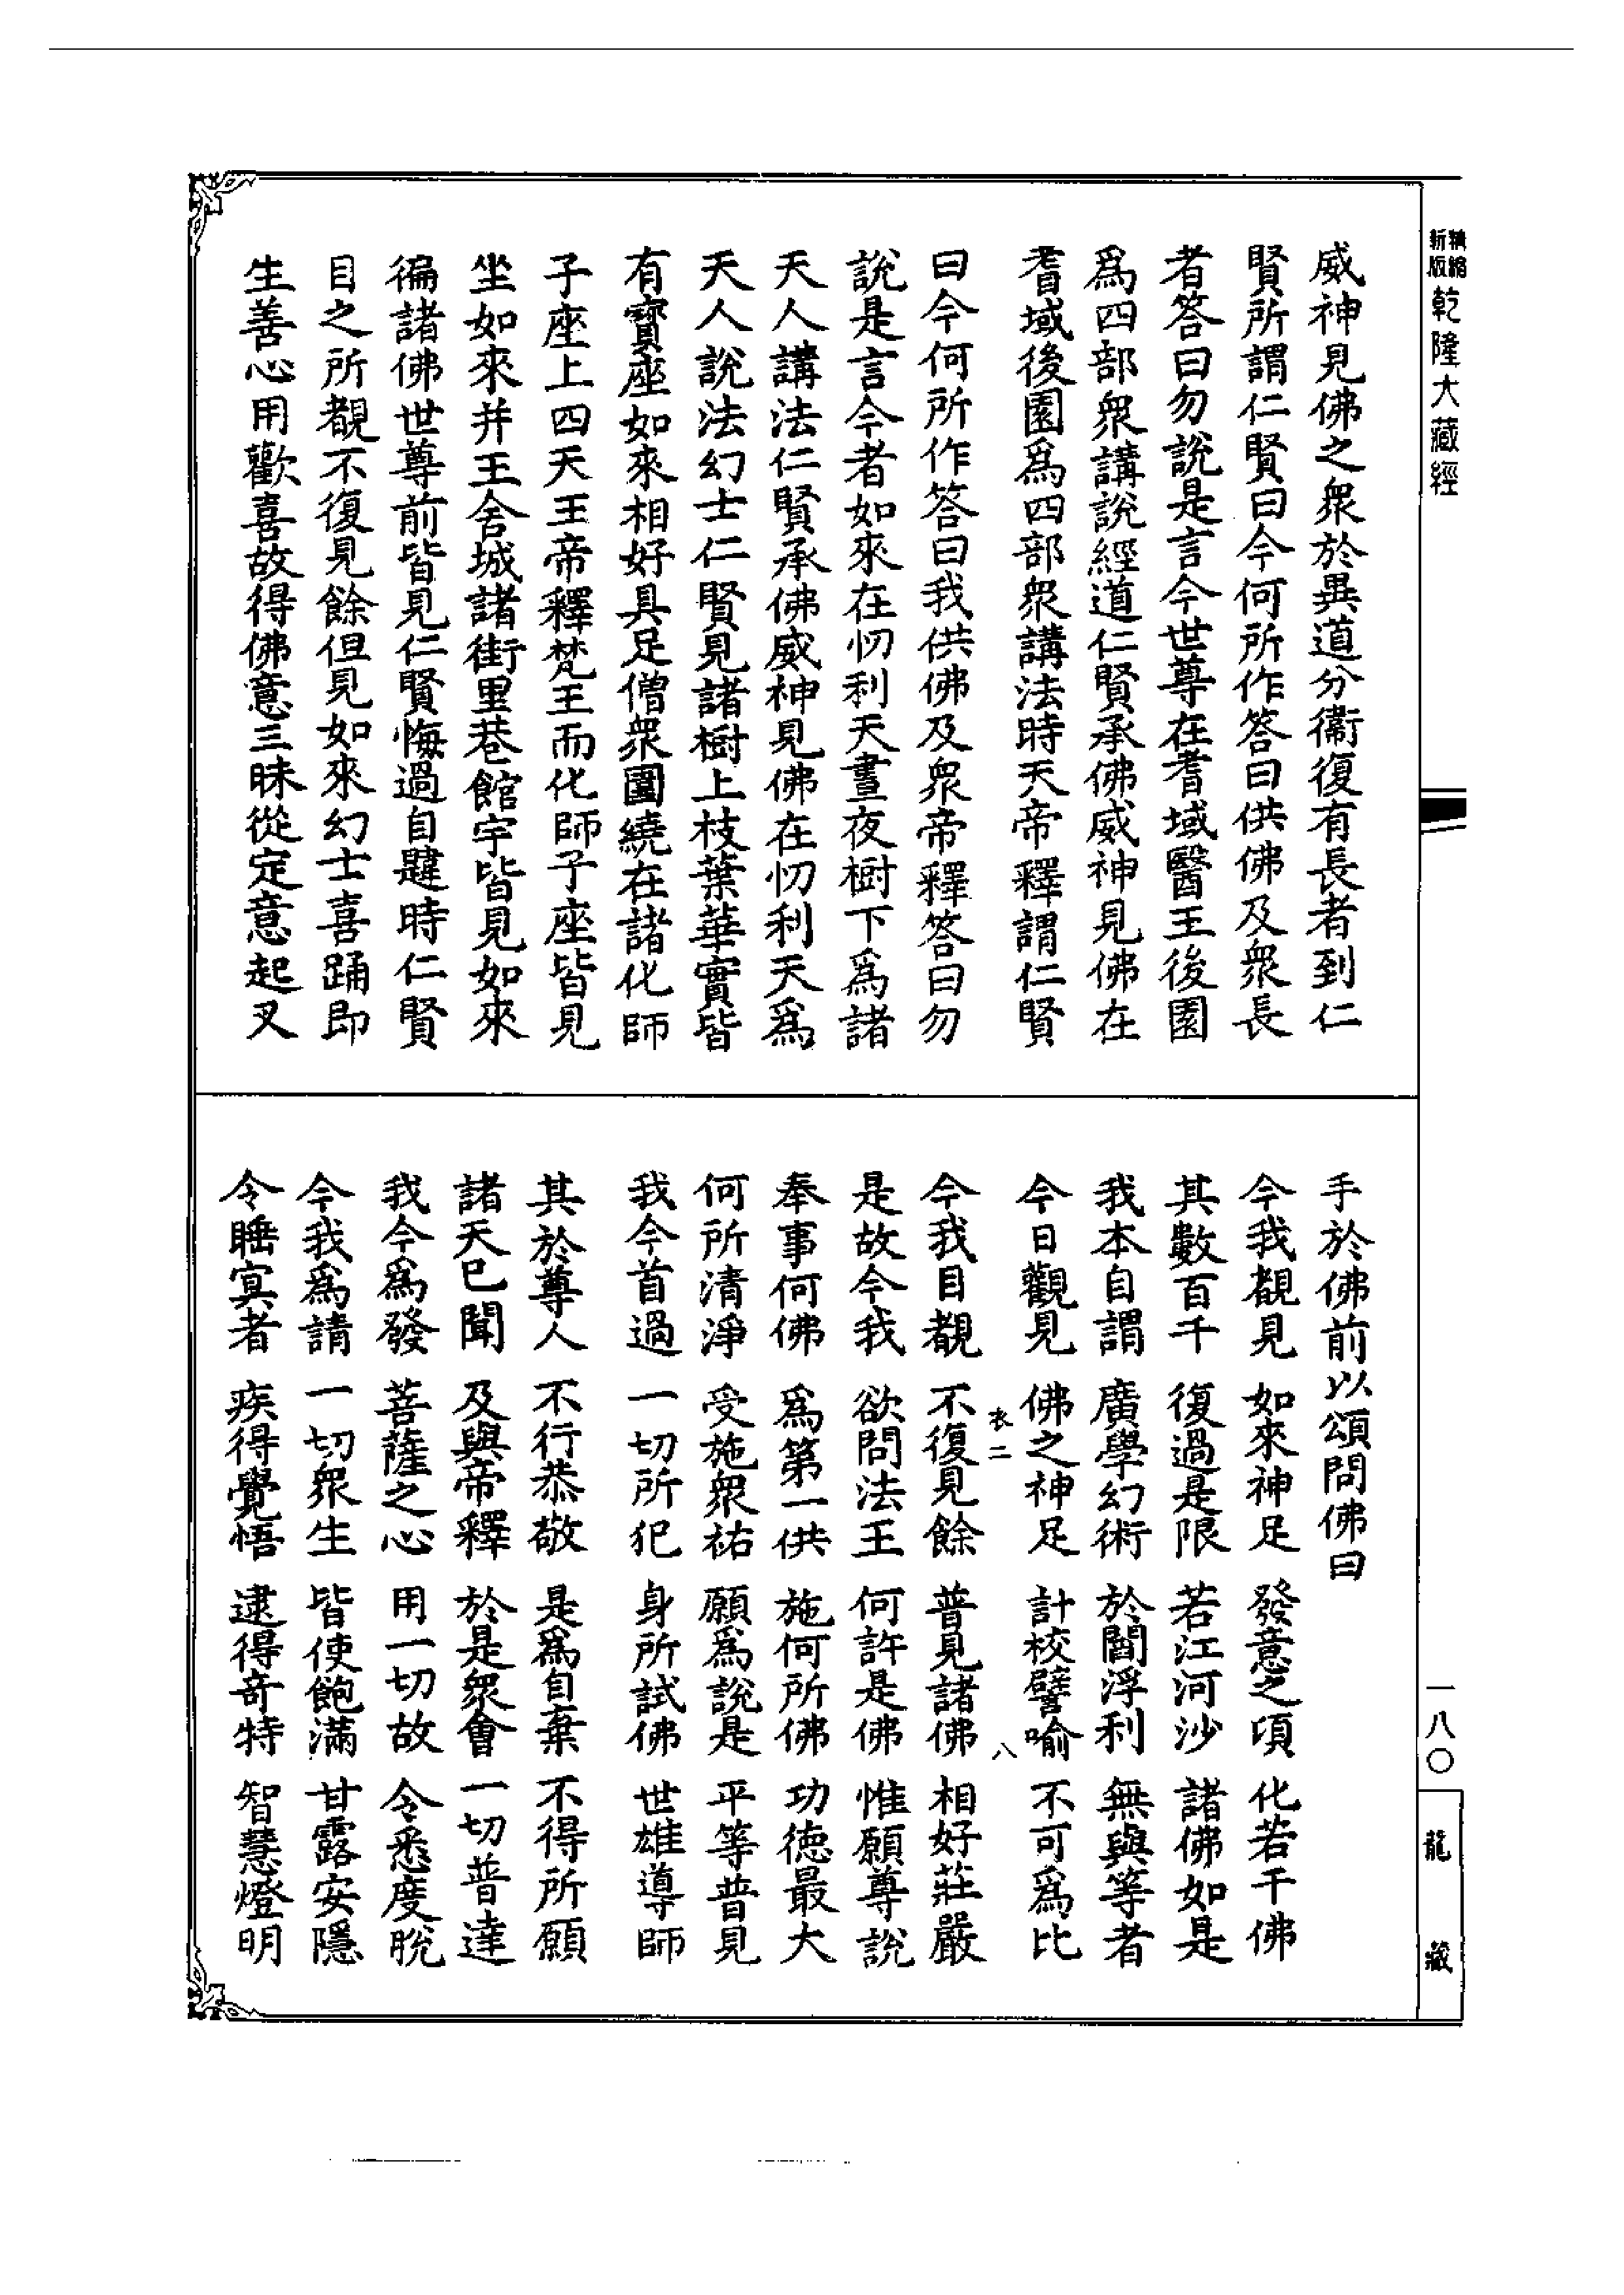 新版精縮乾隆大藏經
一八〇
龍藏
威神見佛之衆於異道分衞復有長者到仁
賢所謂仁賢曰今何所作答曰供佛及衆長
者答曰勿說是言今世尊在耆域醫王後園
爲四部衆講說經道仁賢承佛威神見佛在
耆域後園爲四部衆講法時天帝釋謂仁賢
曰今何所作答曰我供佛及衆帝釋答曰勿
說是言今者如來在忉利天晝夜樹下爲諸
天人講法仁賢承佛威神見佛在忉利天爲
天人說法幻士仁賢見諸樹上枝葉華實皆
有寶座如來相好具足僧衆圍繞在諸化師
子座上四天王帝釋梵王而化師子座皆見
坐如來并王舍城諸街里巷館宇皆見如來
徧諸佛世尊前皆見仁賢悔過自韙時仁賢
目之所覩不復見餘但見如來幻士喜踊即
生善心用歡喜故得佛意三昧從定意起叉
手於佛前以頌問佛曰
今我覩見　如來神足　發意之頃　化若干佛
其數百千　復過是限　若江河沙　諸佛如是
我本自謂　廣學幻術　於閻浮利　無與等者
今日觀見　佛之神足　計校譬喻　不可爲比
衣二　八
今我目覩　不復見餘　普見諸佛　相好莊嚴
是故今我　欲問法王　何許是佛　惟願尊說
奉事何佛　爲第一供　施何所佛　功德最大
何所清淨　受施衆祐　願爲說是　平等普見
我今首過　一切所犯　身所試佛　世雄導師
其於尊人　不行恭敬　是爲自棄　不得所願
諸天已聞　及與帝釋　於是衆會　一切普達
我今爲發　菩薩之心　用一切故　令悉度脫
今我爲請　一切衆生　皆使飽滿　甘露安隱
令睡寘者　疾得覺悟　逮得奇特　智慧燈明